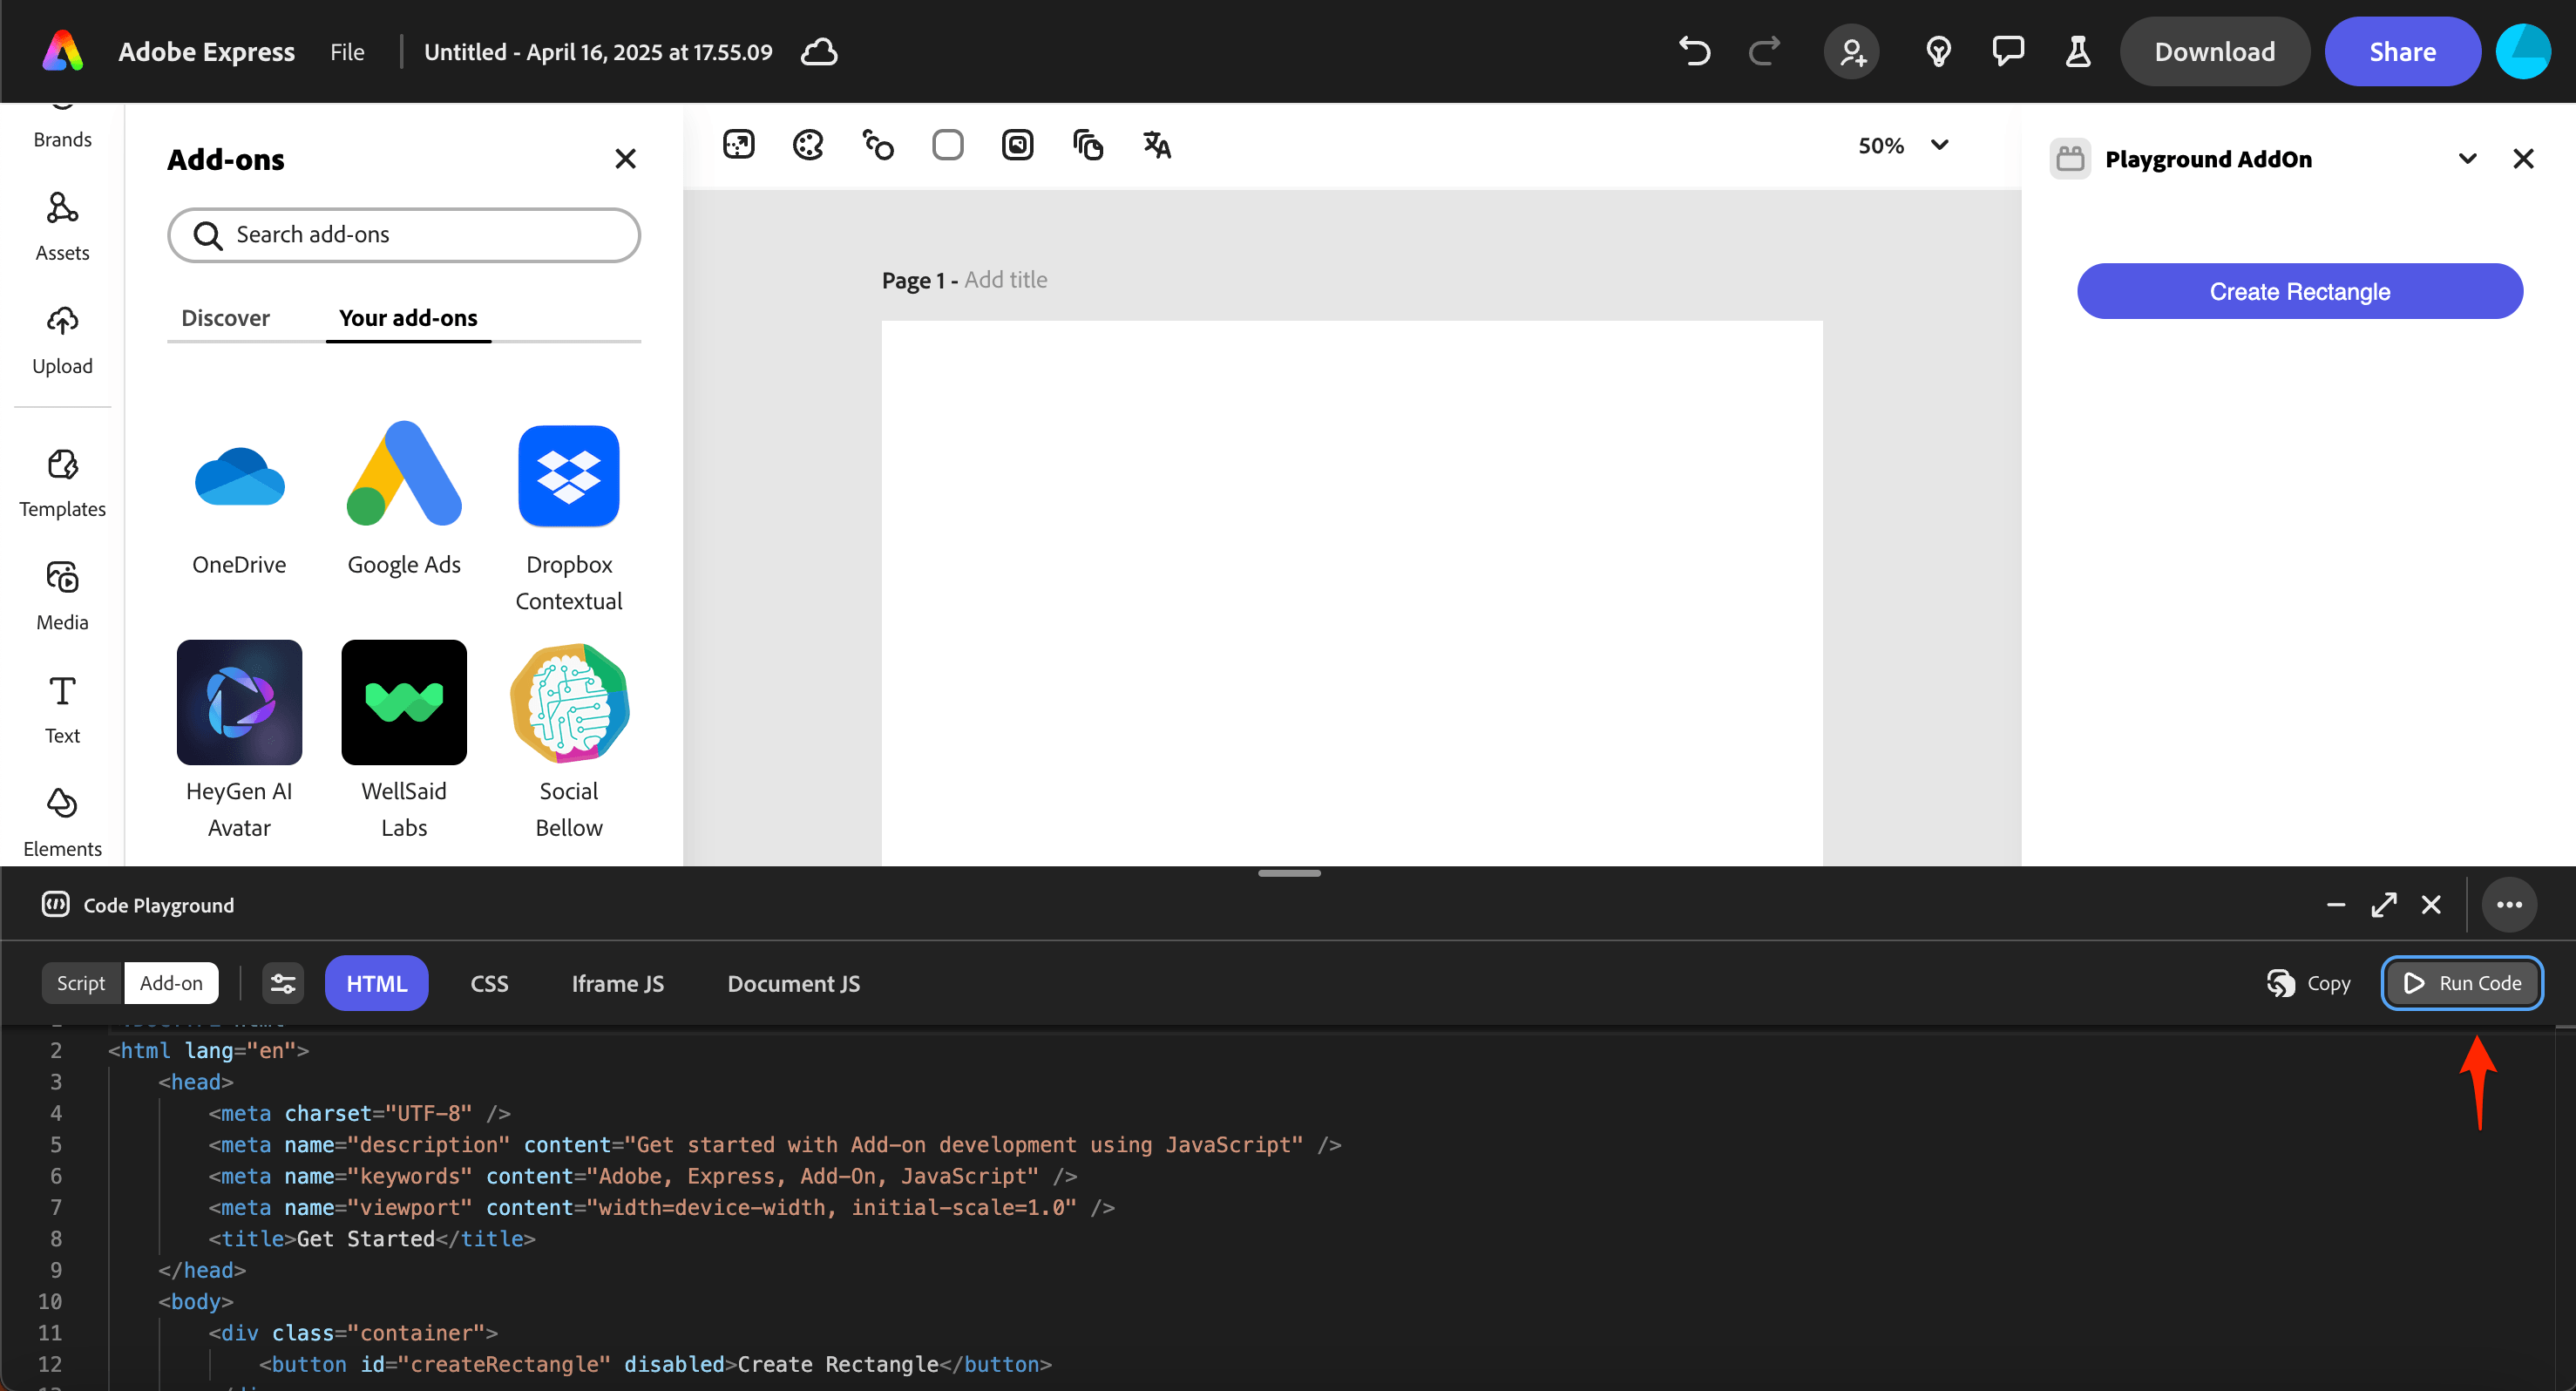 Adobe Express File Untitled - April 16, 2025 at 17.55.09 Download Share
Brands
Assets
Upload
Templates
Media
Text
Elements
Add-ons
Search add-ons
Discover Your add-ons
OneDrive Google Ads Dropbox
Contextual
HeyGen AI WellSaid Social
Avatar Labs Bellow
50%
Page 1 - Add title
Playground AddOn
Create Rectangle
Code Playground
Script Add-on HTML CSS Iframe JS Document JS Copy Run Code
2 <html lang="en">
3 <head>
4 <meta charset="UTF-8" />
5 <meta name="description" content="Get started with Add-on development using JavaScript" />
6 <meta name="keywords" content="Adobe, Express, Add-On, JavaScript" />
7 <meta name="viewport" content="width=device-width, initial-scale=1.0" />
8 <title>Get Started</title>
9 </head>
10 <body>
11 <div class="container">
12 <button id="createRectangle" disabled>Create Rectangle</button>